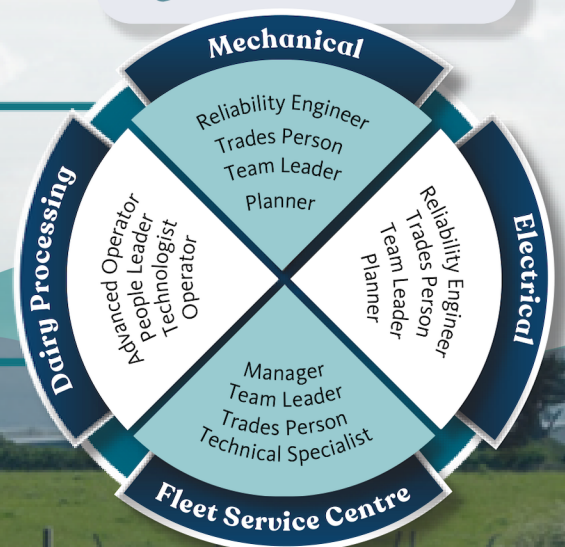 Mechanical
Reliability Engineer
Trades Person
Team Leader
Planner
Electrical
Reliability Engineer
Trades Person
Team Leader
Planner
Fleet Service Centre
Manager
Team Leader
Trades Person
Technical Specialist
Dairy Processing
Advanced Operator
People Leader
Technologist
Operator